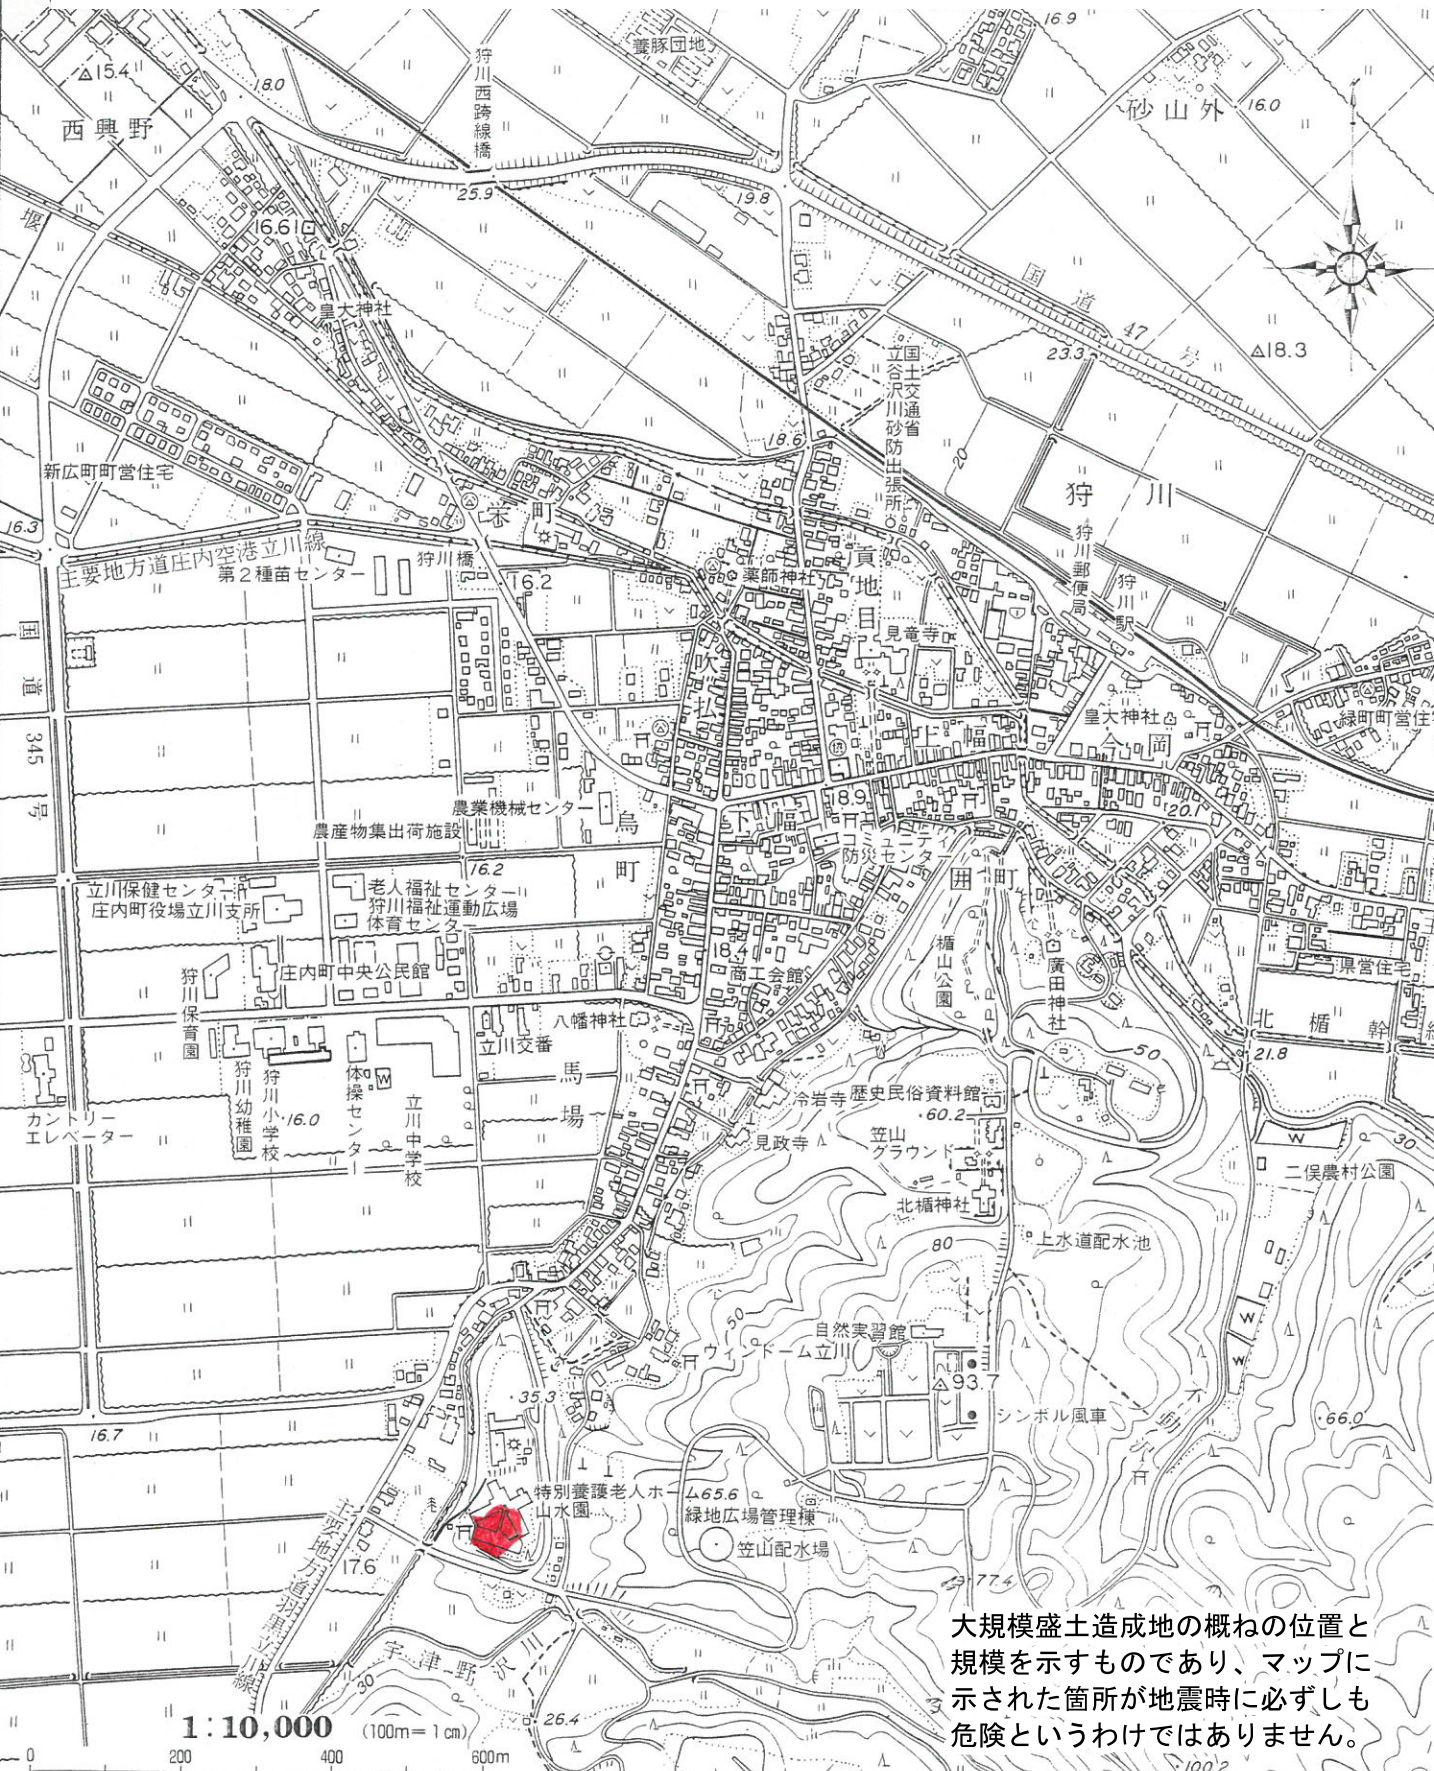 16.9
養豚団地
15.4
18.0
狩川西跨線橋
砂山外
16.0
西興野
25.9
19.8
堰
16.61
皇大神社
国道47号
23.3
18.3
国土交通省
立谷沢川砂防出張所
18.6
20
新広町町営住宅
狩川
16.3
栄町
主要地方道庄内空港立川線
第2種苗センター
狩川橋
16.2
薬師神社
貢地目
狩川郵便局
狩川駅
見竜寺
国道345号
吹払
皇大神社
緑町町営住宅
上幡
今岡
農業機械センター
農産物集出荷施設
烏町
下幡
18.9
20.1
コミュニティ
防災センター
16.2
囲町
立川保健センター
庄内町役場立川支所
老人福祉センター
狩川福祉運動広場
体育センター
18.4
楯山公園
廣田神社
県営住宅
商工会館
庄内町中央公民館
狩川保育園
八幡神社
立川交番
北楯幹線
50
21.8
馬場
冷岩寺
歴史民俗資料館
60.2
カントリー
エレベーター
狩川幼稚園
狩川小学校
16.0
体操センター
立川中学校
W
W
30
見政寺
笠山
グラウンド
二俣農村公園
北楯神社
80
上水道配水池
50
自然実習館
ウィンドーム立川
W
W
93.7
35.3
シンボル風車
不動沢
66.0
16.7
特別養護老人ホーム
山水園
65.6
緑地広場管理棟
笠山配水場
主要地方道羽黒立川線
17.6
77.4
宇津野沢川
30
26.4
100.2
大規模盛土造成地の概ねの位置と
規模を示すものであり、マップに
示された箇所が地震時に必ずしも
危険というわけではありません。
1:10,000 (100m=1cm)
0 200 400 600m